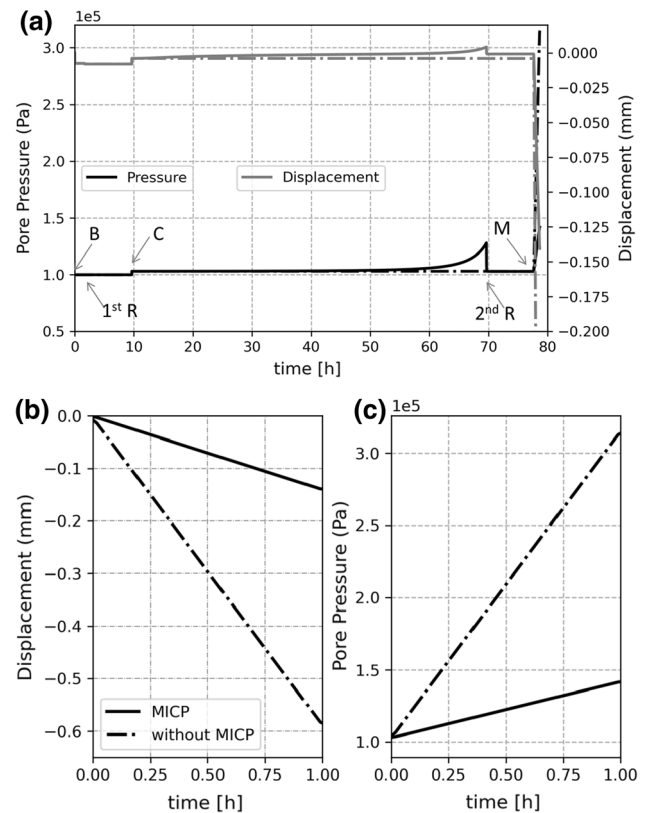 (a)
1e5
3.0
2.5
2.0
1.5
1.0
0.5
Pore Pressure (Pa)
Pressure
Displacement
B
C
M
1st R
2nd R
0.000
−0.025
−0.050
−0.075
−0.100
−0.125
−0.150
−0.175
−0.200
Displacement (mm)
0 10 20 30 40 50 60 70 80
time [h]
(b)
0.0
−0.1
−0.2
−0.3
−0.4
−0.5
−0.6
Displacement (mm)
MICP
without MICP
0.00 0.25 0.50 0.75 1.00
time [h]
(c)
1e5
3.0
2.5
2.0
1.5
1.0
Pore Pressure (Pa)
0.00 0.25 0.50 0.75 1.00
time [h]